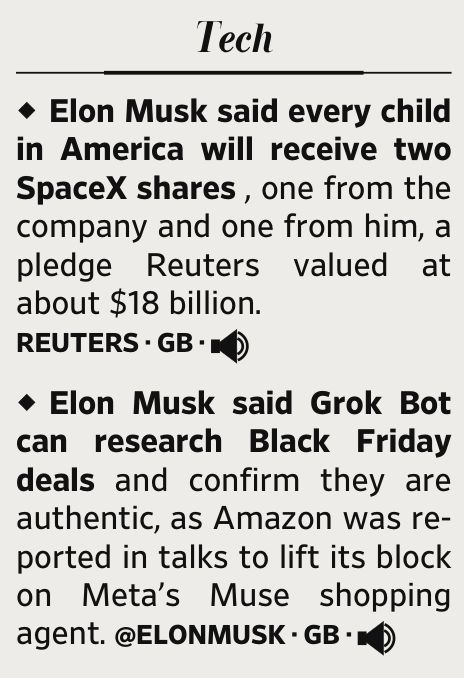 Tech
◆ Elon Musk said every child
in America will receive two
SpaceX shares , one from the
company and one from him, a
pledge Reuters valued at
about $18 billion.
REUTERS · GB ·
◆ Elon Musk said Grok Bot
can research Black Friday
deals and confirm they are
authentic, as Amazon was re-
ported in talks to lift its block
on Meta’s Muse shopping
agent. @ELONMUSK · GB ·